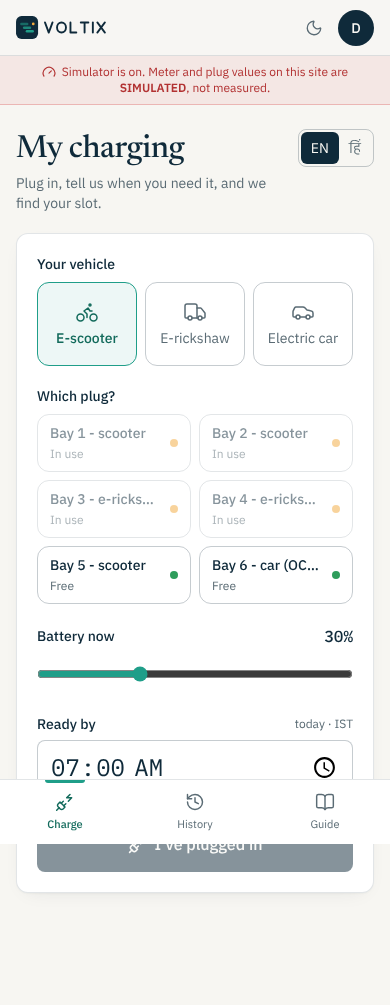 VOLTIX
D
Simulator is on. Meter and plug values on this site are
SIMULATED, not measured.
My charging
EN
हिं
Plug in, tell us when you need it, and we
find your slot.
Your vehicle
E-scooter
E-rickshaw
Electric car
Which plug?
Bay 1 - scooter
In use
Bay 2 - scooter
In use
Bay 3 - e-ricks...
In use
Bay 4 - e-ricks...
In use
Bay 5 - scooter
Free
Bay 6 - car (OC...
Free
Battery now
30%
Ready by
today · IST
07:00 AM
Charge
History
Guide
I've plugged in